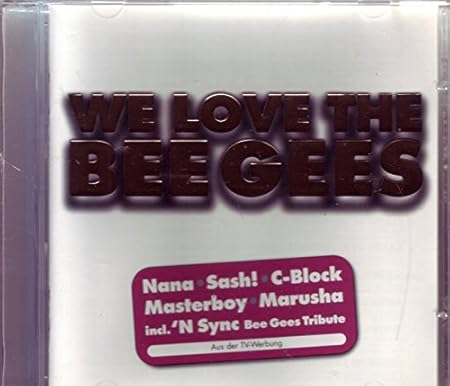 WE LOVE THE
BEE GEES
Nana • Sash! • C-Block
Masterboy • Marusha
incl. 'N Sync Bee Gees Tribute
Aus der TV-Werbung